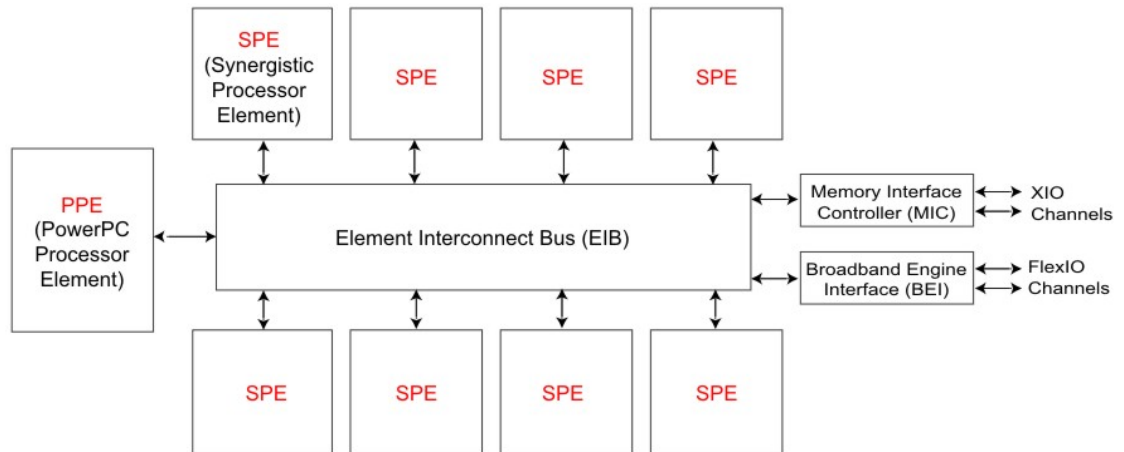 SPE
(Synergistic
Processor
Element)
SPE
SPE
SPE
PPE
(PowerPC
Processor
Element)
Element Interconnect Bus (EIB)
Memory Interface
Controller (MIC)
XIO
Channels
Broadband Engine
Interface (BEI)
FlexIO
Channels
SPE
SPE
SPE
SPE